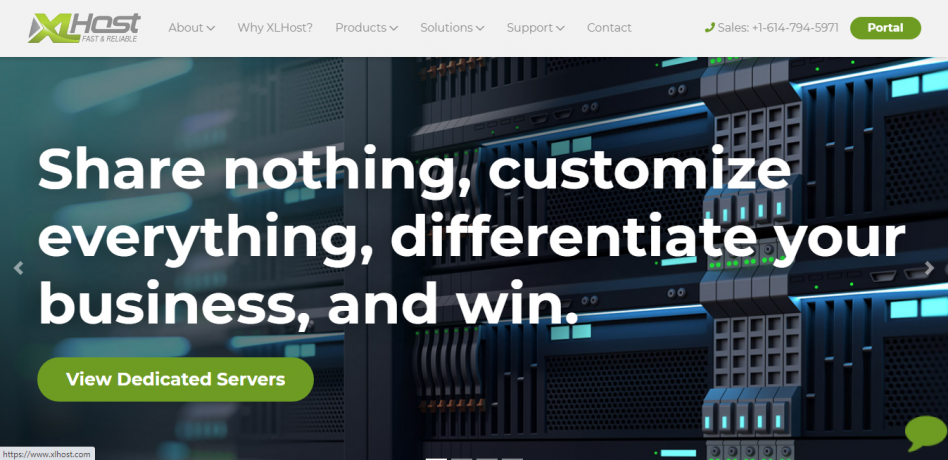 XLHost
FAST & RELIABLE
About
Why XLHost?
Products
Solutions
Support
Contact
Sales: +1-614-794-5971
Portal
Share nothing, customize
everything, differentiate your
business, and win.
View Dedicated Servers
https://www.xlhost.com